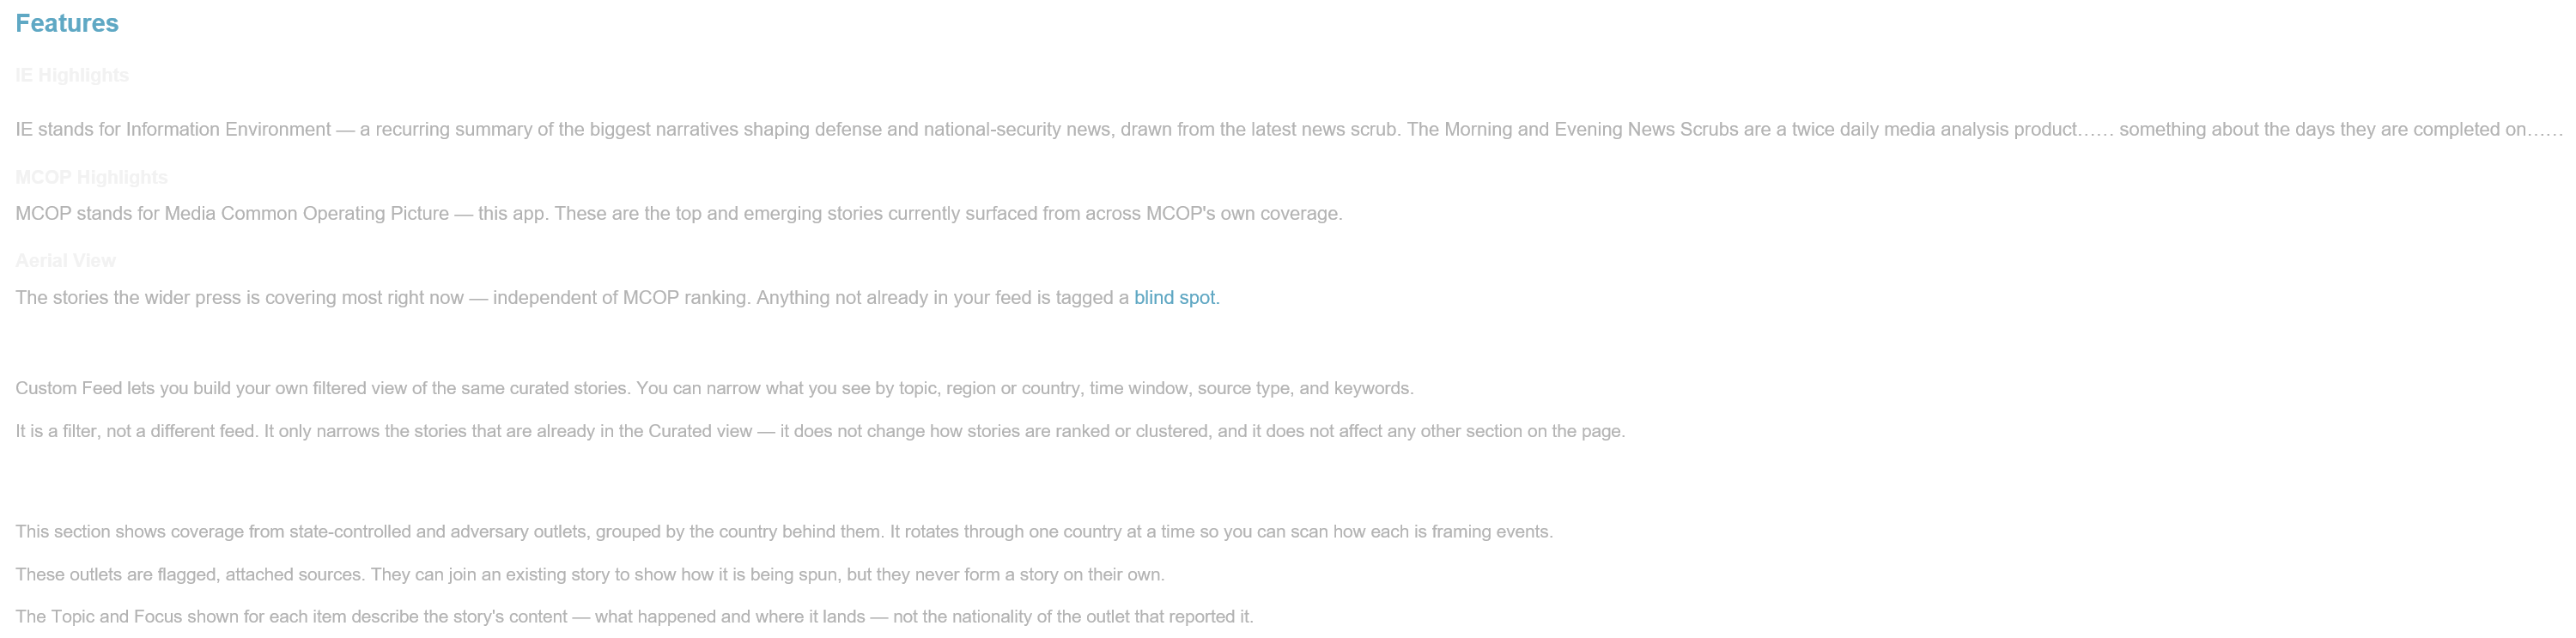 Features
IE Highlights
IE stands for Information Environment — a recurring summary of the biggest narratives shaping defense and national-security news, drawn from the latest news scrub. The Morning and Evening News Scrubs are a twice daily media analysis product…… something about the days they are completed on……
MCOP Highlights
MCOP stands for Media Common Operating Picture — this app. These are the top and emerging stories currently surfaced from across MCOP's own coverage.
Aerial View
The stories the wider press is covering most right now — independent of MCOP ranking. Anything not already in your feed is tagged a blind spot.
Custom Feed lets you build your own filtered view of the same curated stories. You can narrow what you see by topic, region or country, time window, source type, and keywords.
It is a filter, not a different feed. It only narrows the stories that are already in the Curated view — it does not change how stories are ranked or clustered, and it does not affect any other section on the page.
This section shows coverage from state-controlled and adversary outlets, grouped by the country behind them. It rotates through one country at a time so you can scan how each is framing events.
These outlets are flagged, attached sources. They can join an existing story to show how it is being spun, but they never form a story on their own.
The Topic and Focus shown for each item describe the story's content — what happened and where it lands — not the nationality of the outlet that reported it.